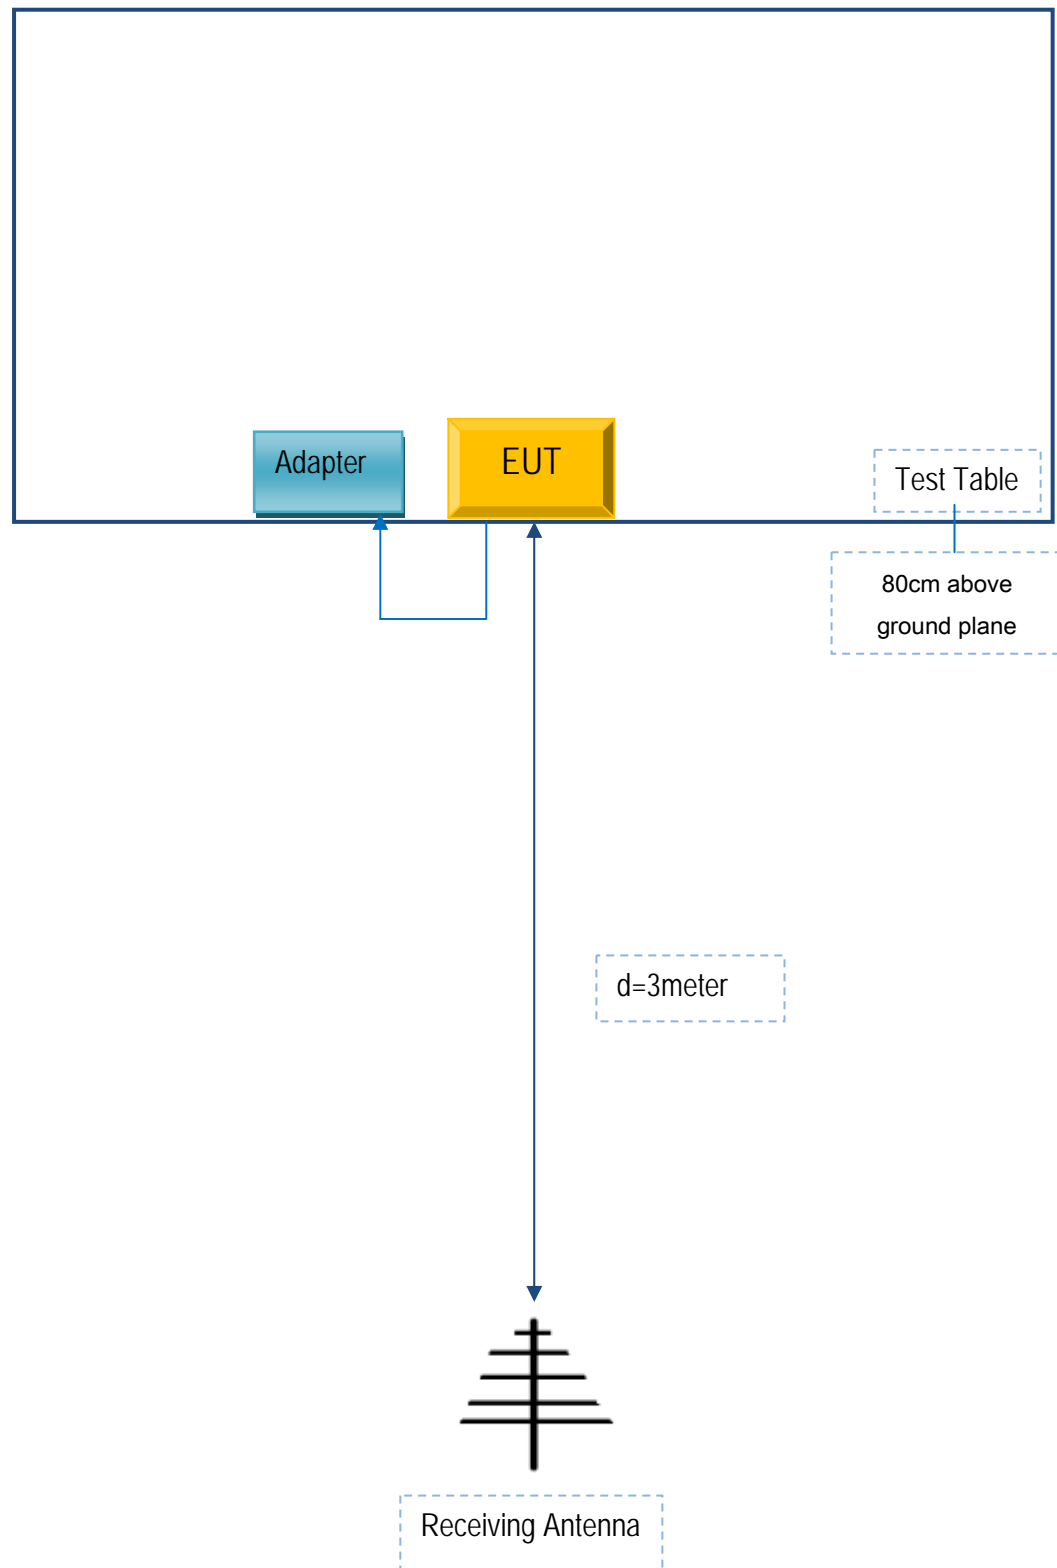 Adapter
EUT
Test Table
80cm above
ground plane
d=3meter
Receiving Antenna